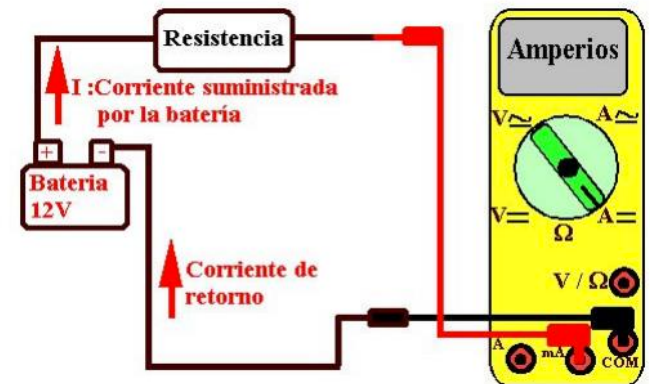 Resistencia
I :Corriente suministrada
por la batería
+ -
Bateria
12V
Corriente de
retorno
Amperios
V A
V A
Ω
V / Ω
A mA COM